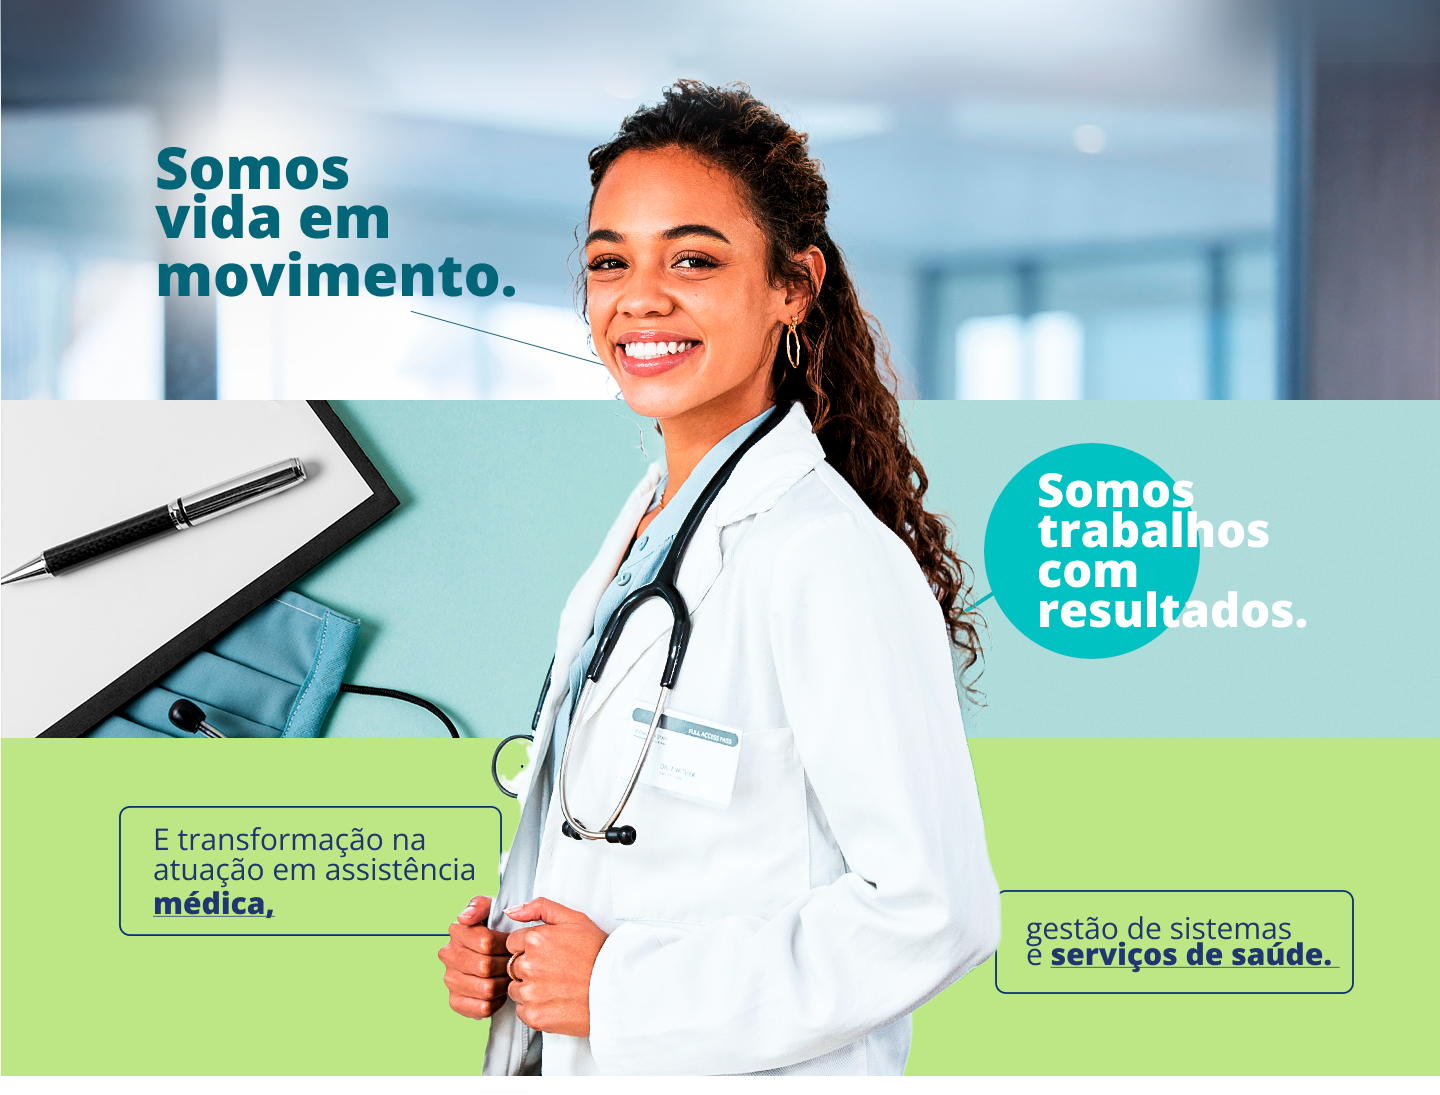 Somos
vida em
movimento.
Somos
trabalhos
com
resultados.
FULL ACCESS PASS
E transformação na
atuação em assistência
médica,
gestão de sistemas
e serviços de saúde.